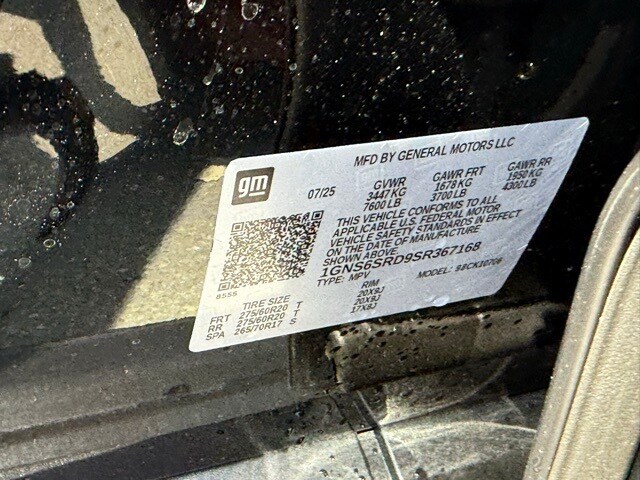 gm
MFD BY GENERAL MOTORS LLC
07/25
GVWR GAWR FRT GAWR RR
3447 KG 1678 KG 1950 KG
7600 LB 3700 LB 4300 LB
THIS VEHICLE CONFORMS TO ALL
APPLICABLE U.S. FEDERAL MOTOR
VEHICLE SAFETY STANDARDS IN EFFECT
ON THE DATE OF MANUFACTURE
SHOWN ABOVE.
1GNS6SRD9SR367168
TYPE: MPV MODEL: S8CK10706
8SSS
TIRE SIZE RIM
FRT 275/60R20 T 20X9J
RR 275/60R20 T 20X9J
SPA 265/70R17 S 17X8J